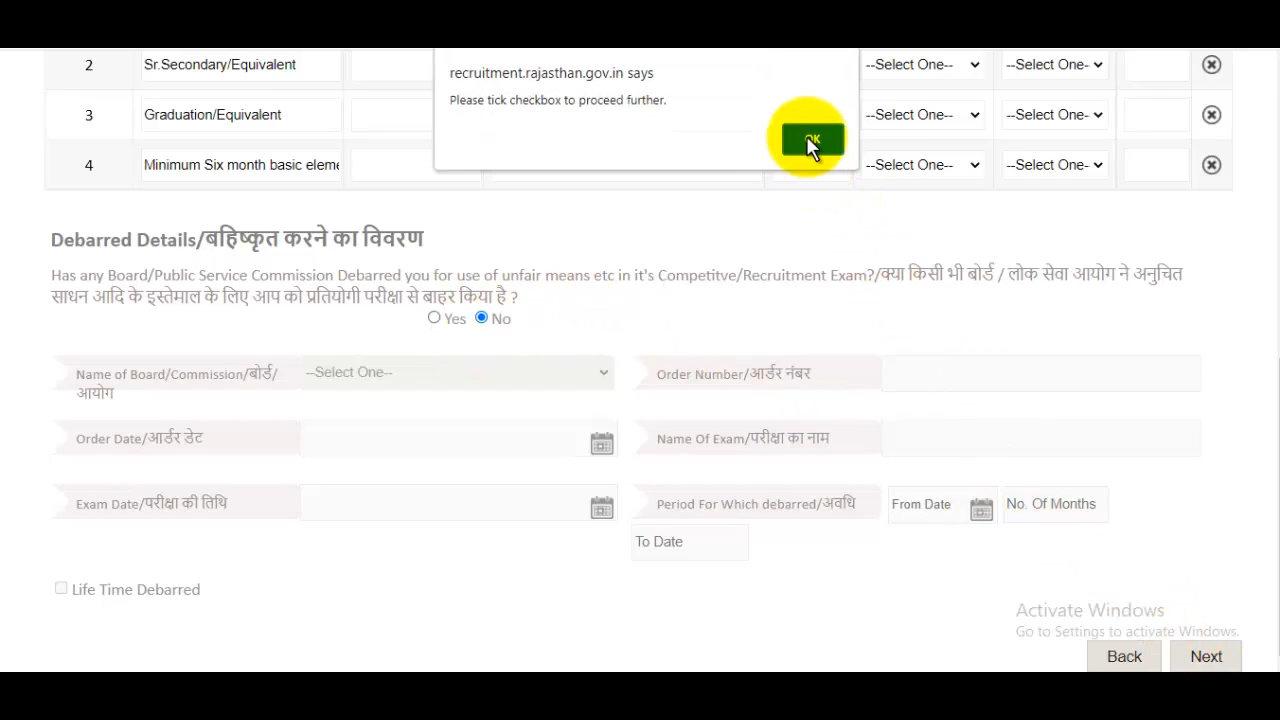 recruitment.rajasthan.gov.in says
Please tick checkbox to proceed further.
OK
2 Sr.Secondary/Equivalent --Select One-- --Select One-
3 Graduation/Equivalent --Select One-- --Select One-
4 Minimum Six month basic eleme --Select One-- --Select One-
Debarred Details/बहिष्कृत करने का विवरण
Has any Board/Public Service Commission Debarred you for use of unfair means etc in it's Competitve/Recruitment Exam?/क्या किसी भी बोर्ड / लोक सेवा आयोग ने अनुचित
साधन आदि के इस्तेमाल के लिए आप को प्रतियोगी परीक्षा से बाहर किया है ?
Yes No
Name of Board/Commission/बोर्ड/ --Select One-- Order Number/आर्डर नंबर
आयोग
Order Date/आर्डर डेट Name Of Exam/परीक्षा का नाम
Exam Date/परीक्षा की तिथि Period For Which debarred/अवधि From Date No. Of Months
To Date
Life Time Debarred
Activate Windows
Go to Settings to activate Windows.
Back Next